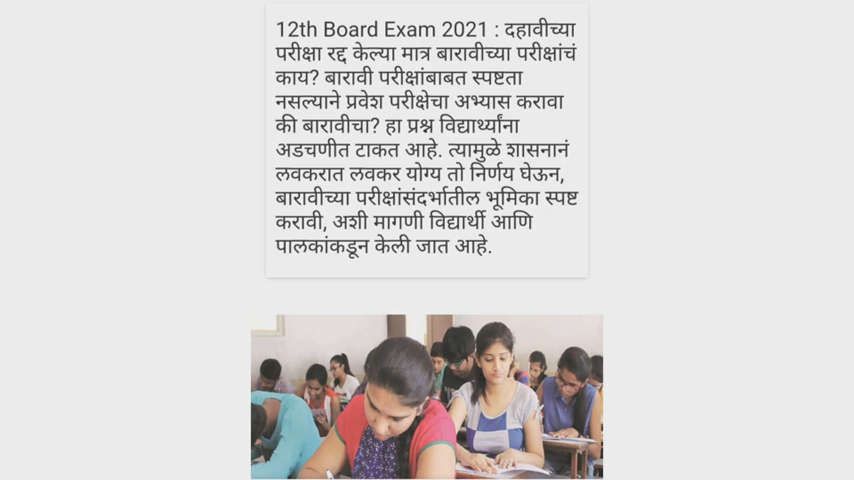 12th Board Exam 2021 : दहावीच्या
परीक्षा रद्द केल्या मात्र बारावीच्या परीक्षांचं
काय? बारावी परीक्षांबाबत स्पष्टता
नसल्याने प्रवेश परीक्षेचा अभ्यास करावा
की बारावीचा? हा प्रश्न विद्यार्थ्यांना
अडचणीत टाकत आहे. त्यामुळे शासनानं
लवकरात लवकर योग्य तो निर्णय घेऊन,
बारावीच्या परीक्षांसंदर्भातील भूमिका स्पष्ट
करावी, अशी मागणी विद्यार्थी आणि
पालकांकडून केली जात आहे.